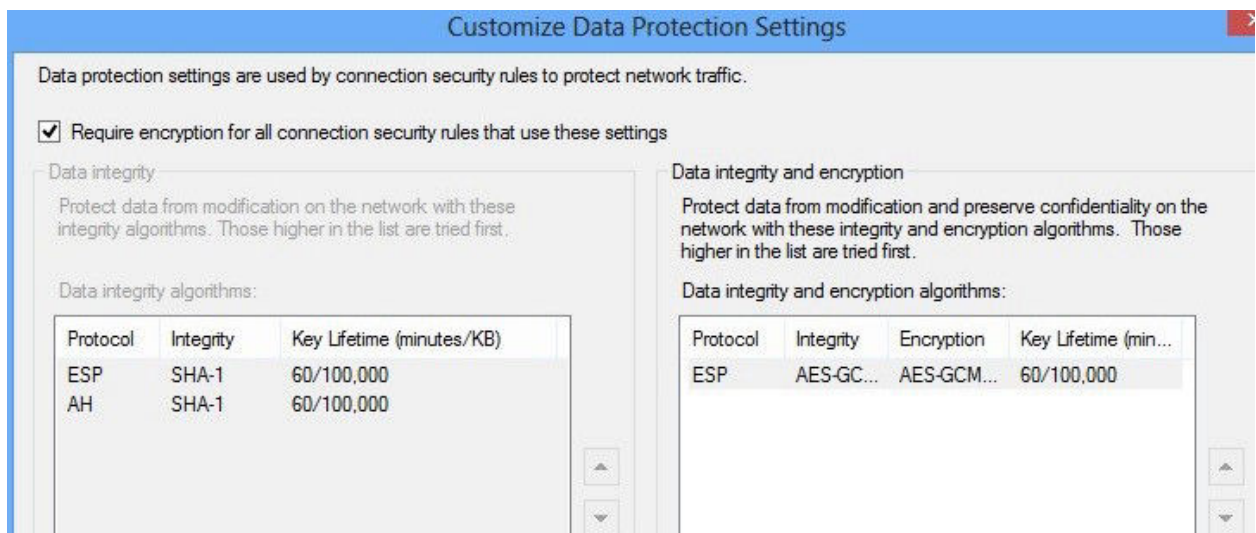 Customize Data Protection Settings
Data protection settings are used by connection security rules to protect network traffic.
Require encryption for all connection security rules that use these settings
Data integrity
Protect data from modification on the network with these
integrity algorithms. Those higher in the list are tried first.
Data integrity algorithms:
Protocol Integrity Key Lifetime (minutes/KB)
ESP SHA-1 60/100,000
AH SHA-1 60/100,000
Data integrity and encryption
Protect data from modification and preserve confidentiality on the
network with these integrity and encryption algorithms. Those
higher in the list are tried first.
Data integrity and encryption algorithms:
Protocol Integrity Encryption Key Lifetime (min...
ESP AES-GC... AES-GCM... 60/100,000